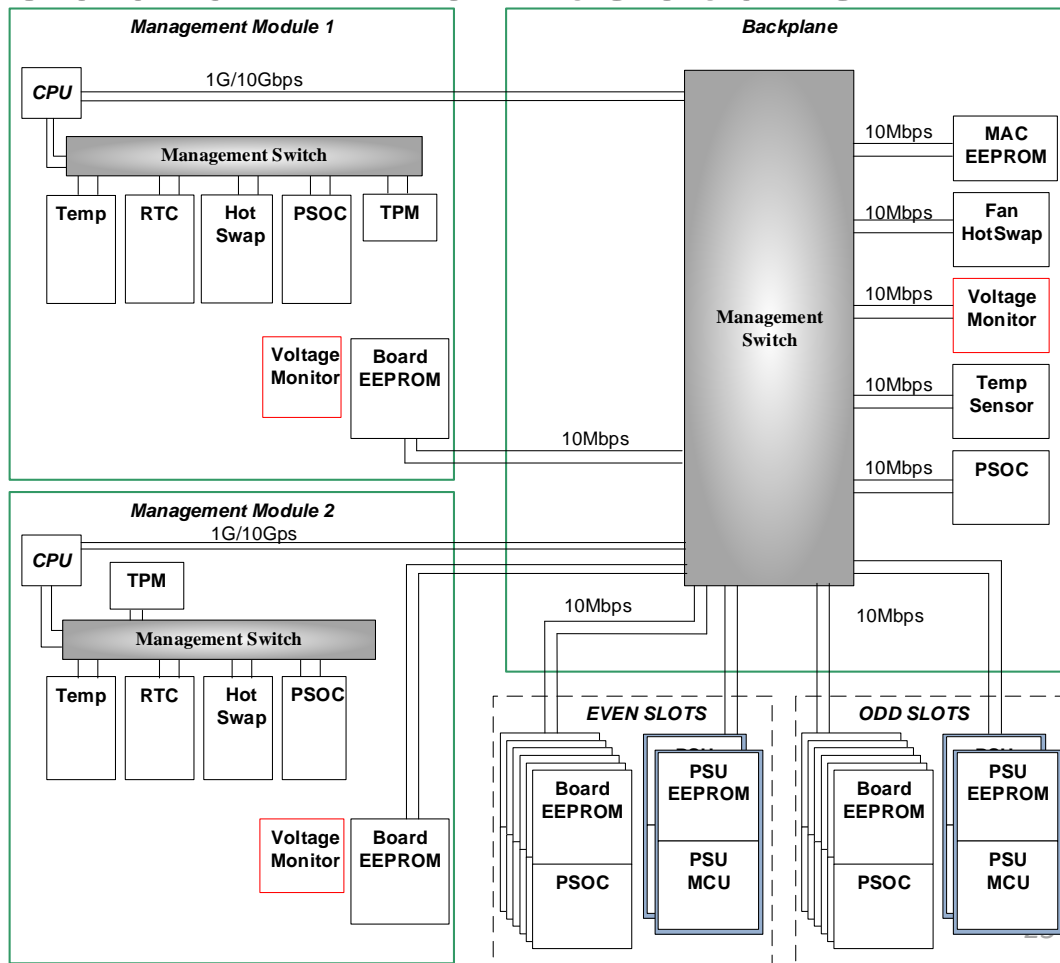 Management Module 1
CPU
1G/10Gbps
Management Switch
Temp
RTC
Hot
Swap
PSOC
TPM
Voltage
Monitor
Board
EEPROM
10Mbps
Management Module 2
CPU
1G/10Gps
TPM
Management Switch
Temp
RTC
Hot
Swap
PSOC
Voltage
Monitor
Board
EEPROM
Backplane
Management
Switch
10Mbps
MAC
EEPROM
10Mbps
Fan
HotSwap
10Mbps
Voltage
Monitor
10Mbps
Temp
Sensor
10Mbps
PSOC
10Mbps
10Mbps
EVEN SLOTS
Board
EEPROM
PSOC
PSU
EEPROM
PSU
MCU
ODD SLOTS
Board
EEPROM
PSOC
PSU
EEPROM
PSU
MCU